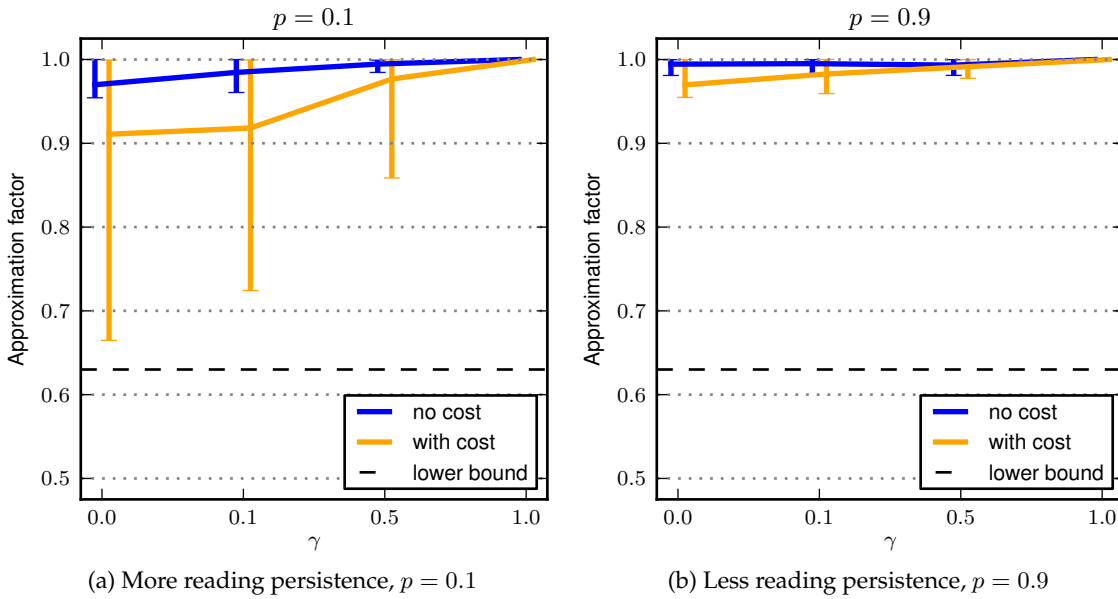 p = 0.1
Approximation factor
1.0
0.9
0.8
0.7
0.6
0.5
no cost
with cost
lower bound
0.0 0.1 0.5 1.0
γ
(a) More reading persistence, p = 0.1
p = 0.9
Approximation factor
1.0
0.9
0.8
0.7
0.6
0.5
no cost
with cost
lower bound
0.0 0.1 0.5 1.0
γ
(b) Less reading persistence, p = 0.9